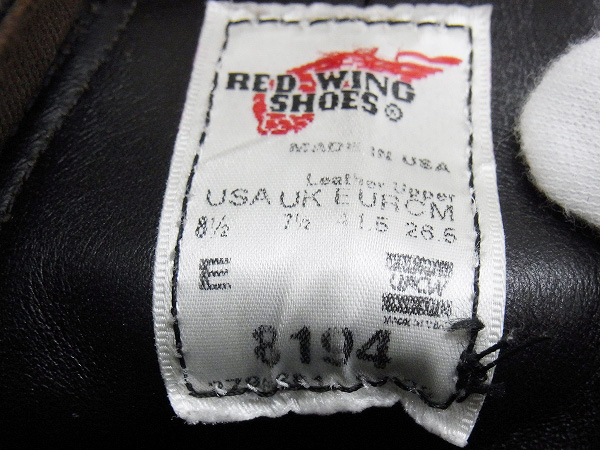 RED WING
SHOES®
MADE IN USA
Leather Upper
USA UK EUR CM
8½ 7½ 41.5 26.5
E UFCW
8194